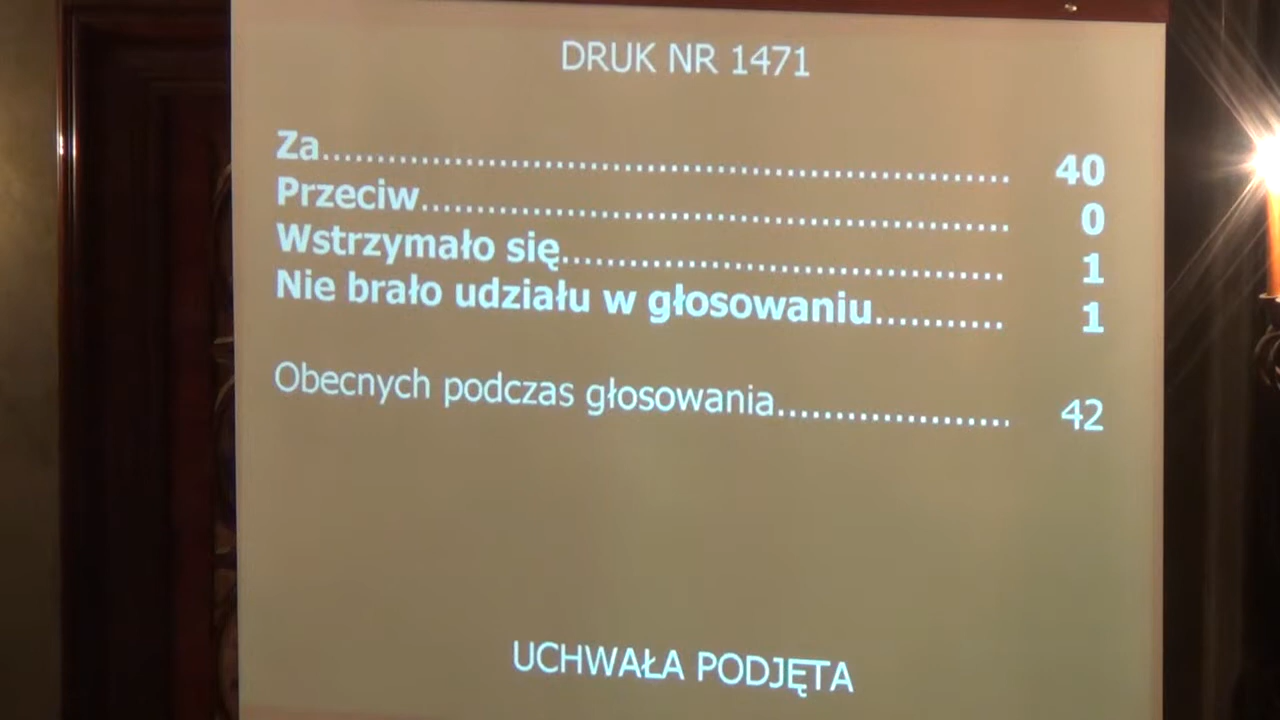 DRUK NR 1471
Za.................................................................. 40
Przeciw........................................................ 0
Wstrzymało się.......................................... 1
Nie brało udziału w głosowaniu........... 1
Obecnych podczas głosowania.................... 42
UCHWAŁA PODJĘTA